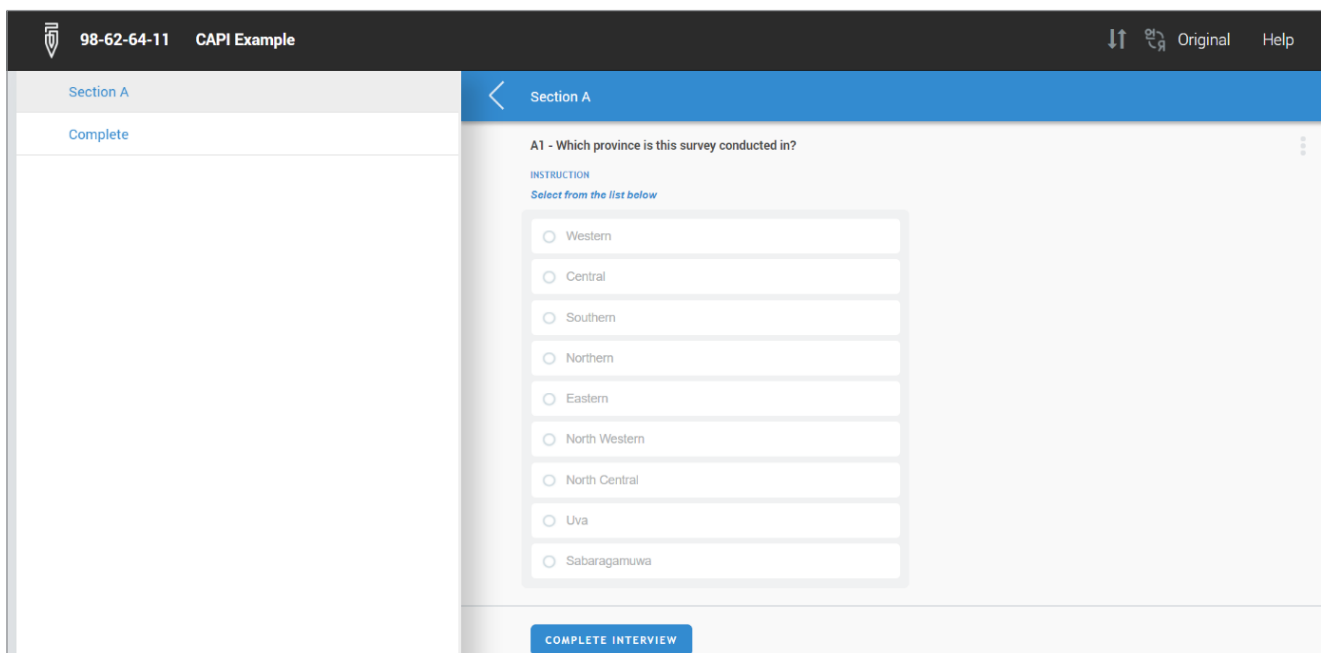 98-62-64-11 CAPI Example Original Help
Section A
Complete
Section A
A1 - Which province is this survey conducted in?
INSTRUCTION
Select from the list below
Western
Central
Southern
Northern
Eastern
North Western
North Central
Uva
Sabaragamuwa
COMPLETE INTERVIEW